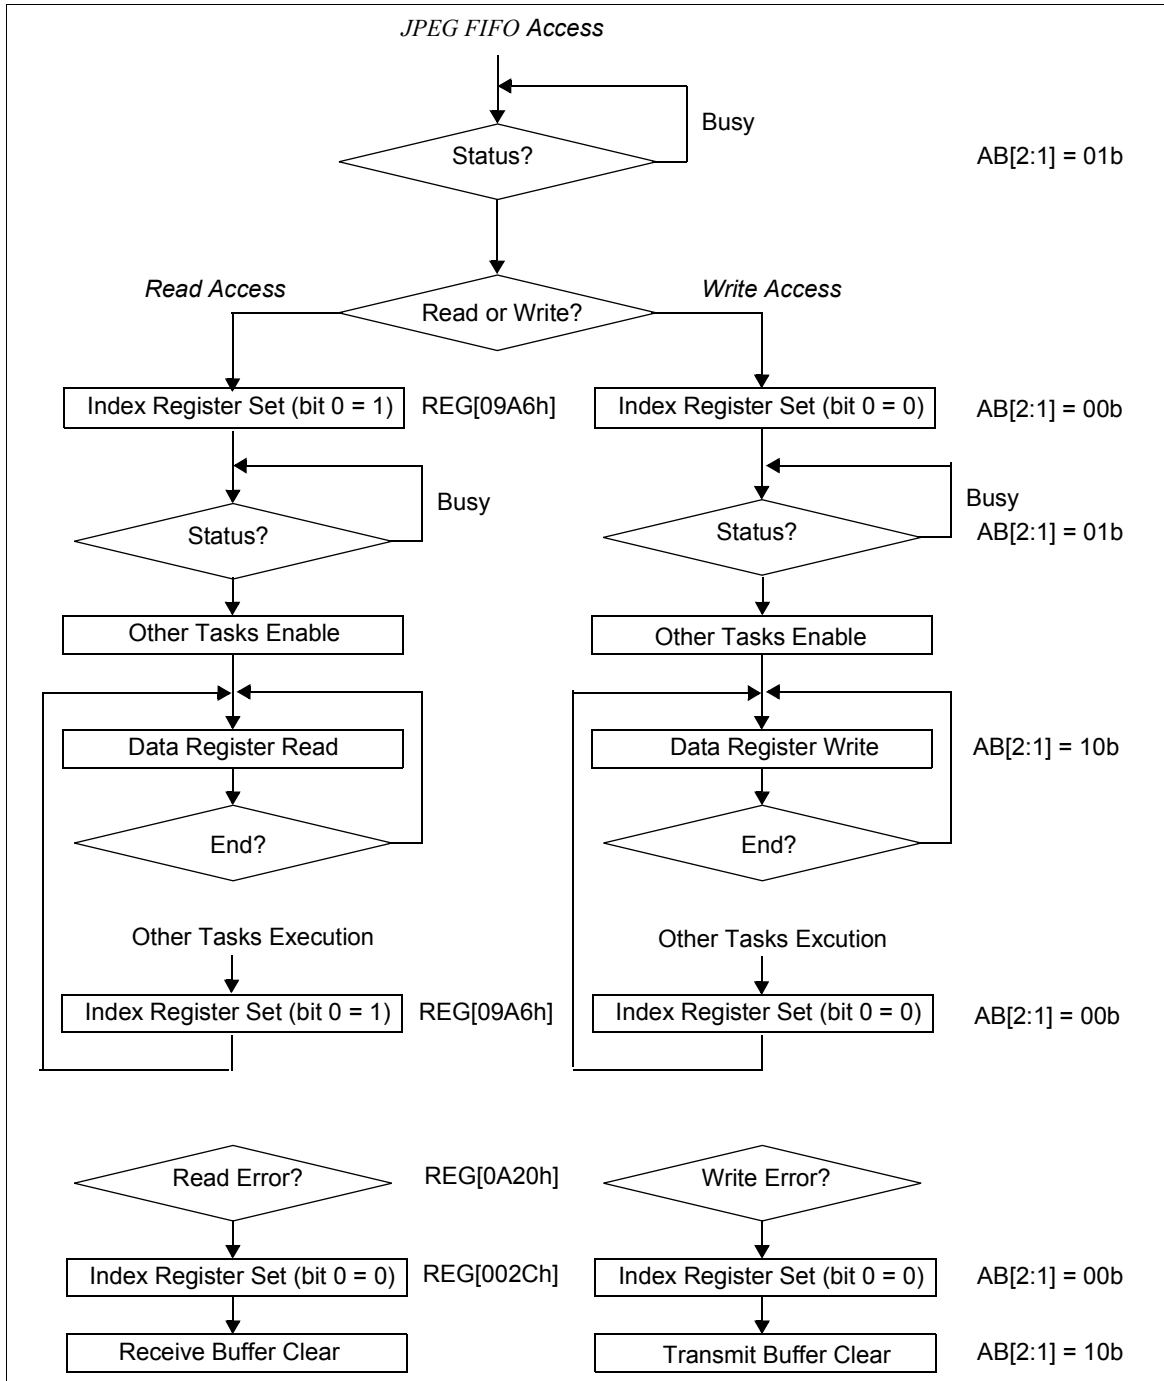 JPEG FIFO Access
Busy
Status?
AB[2:1] = 01b
Read Access
Write Access
Read or Write?
Index Register Set (bit 0 = 1)
REG[09A6h]
Index Register Set (bit 0 = 0)
AB[2:1] = 00b
Busy
Busy
Status?
Status?
AB[2:1] = 01b
Other Tasks Enable
Other Tasks Enable
Data Register Read
Data Register Write
AB[2:1] = 10b
End?
End?
Other Tasks Execution
Other Tasks Excution
Index Register Set (bit 0 = 1)
REG[09A6h]
Index Register Set (bit 0 = 0)
AB[2:1] = 00b
Read Error?
REG[0A20h]
Write Error?
Index Register Set (bit 0 = 0)
REG[002Ch]
Index Register Set (bit 0 = 0)
AB[2:1] = 00b
Receive Buffer Clear
Transmit Buffer Clear
AB[2:1] = 10b